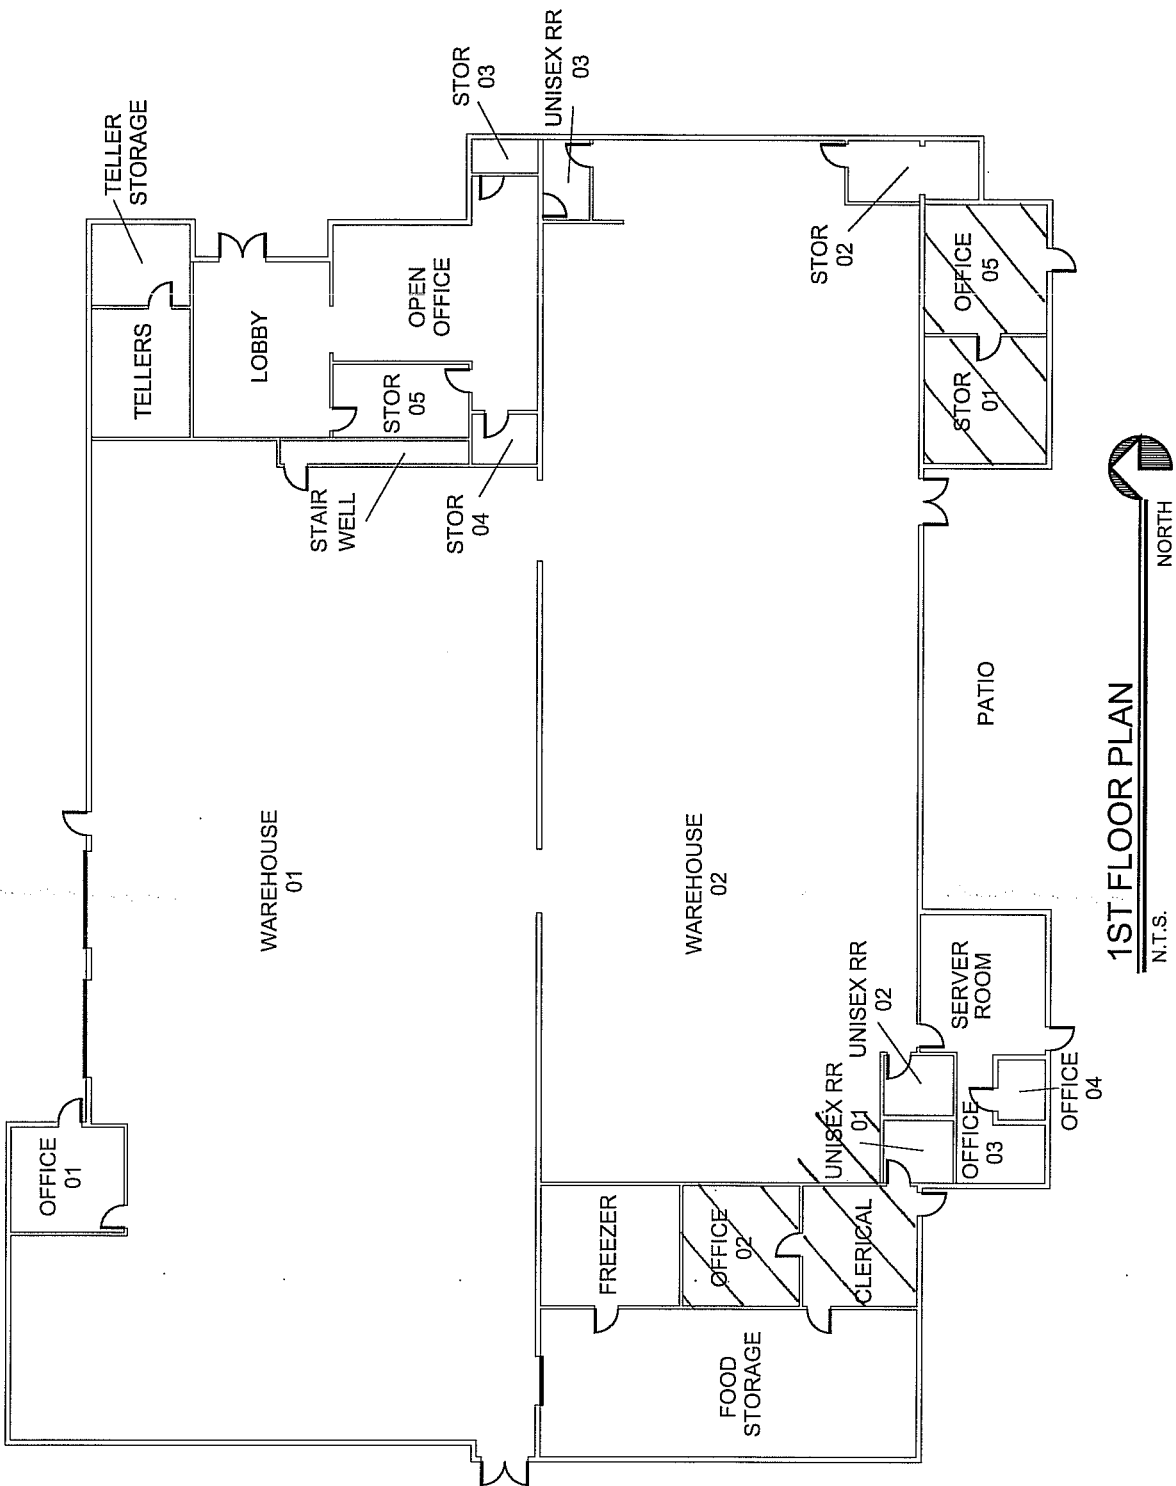 TELLER
STORAGE
STOR
03
UNISEX RR
03
TELLERS
LOBBY
OPEN
OFFICE
STOR
05
STAIR
WELL
STOR
04
STOR
02
OFFICE
05
STOR
01
WAREHOUSE
01
WAREHOUSE
02
PATIO
OFFICE
01
FREEZER
OFFICE
02
CLERICAL
FOOD
STORAGE
UNISEX RR
01
UNISEX RR
02
SERVER
ROOM
OFFICE
03
OFFICE
04
1ST FLOOR PLAN
N.T.S.
NORTH